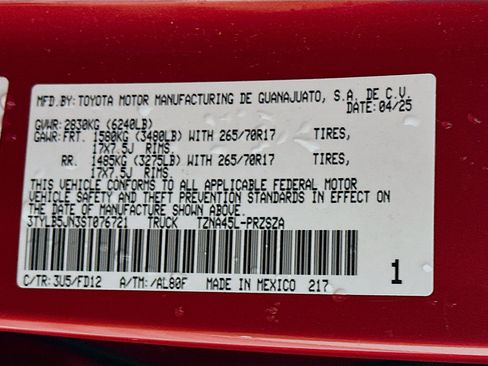 MFD.BY: TOYOTA MOTOR MANUFACTURING DE GUANAJUATO, S.A. DE C.V.
DATE: 04/25
GVWR:2830KG (6240LB)
GAWR:FRT. 1580KG (3480LB) WITH 265/70R17 TIRES,
17X7.5J RIMS,
RR. 1485KG (3275LB) WITH 265/70R17 TIRES,
17X7.5J RIMS,
THIS VEHICLE CONFORMS TO ALL APPLICABLE FEDERAL MOTOR
VEHICLE SAFETY AND THEFT PREVENTION STANDARDS IN EFFECT ON
THE DATE OF MANUFACTURE SHOWN ABOVE.
3TYLB5JN3ST076721 TRUCK TZNA45L-PRZSZA
C/TR:3U5/FD12 A/TM:/AL80F MADE IN MEXICO 217
1